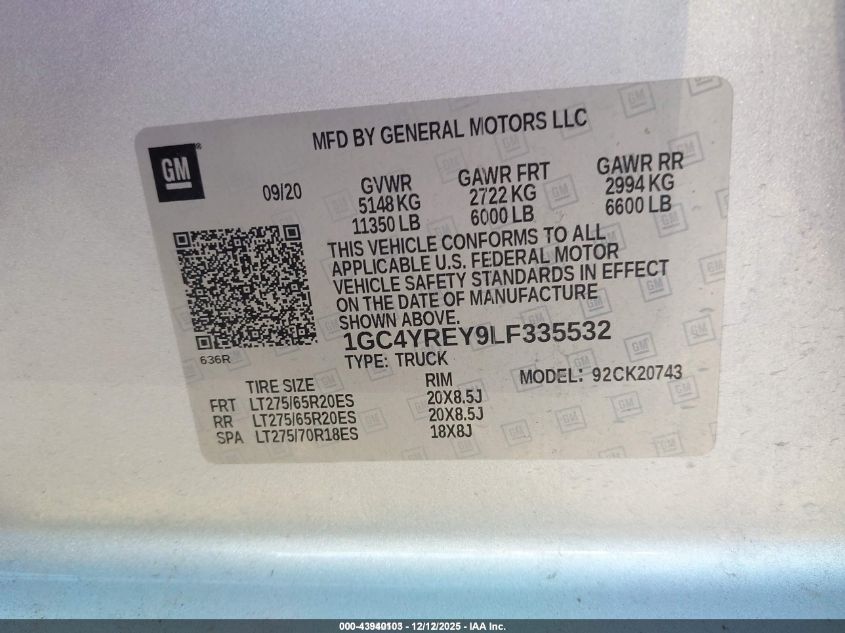 MFD BY GENERAL MOTORS LLC
GM
®
09/20
GVWR GAWR FRT GAWR RR
5148 KG 2722 KG 2994 KG
11350 LB 6000 LB 6600 LB
THIS VEHICLE CONFORMS TO ALL
APPLICABLE U.S. FEDERAL MOTOR
VEHICLE SAFETY STANDARDS IN EFFECT
ON THE DATE OF MANUFACTURE
SHOWN ABOVE.
1GC4YREY9LF335532
636R
TYPE: TRUCK
MODEL: 92CK20743
TIRE SIZE RIM
FRT LT275/65R20ES 20X8.5J
RR LT275/65R20ES 20X8.5J
SPA LT275/70R18ES 18X8J
000-43940103 - 12/12/2025 - IAA Inc.